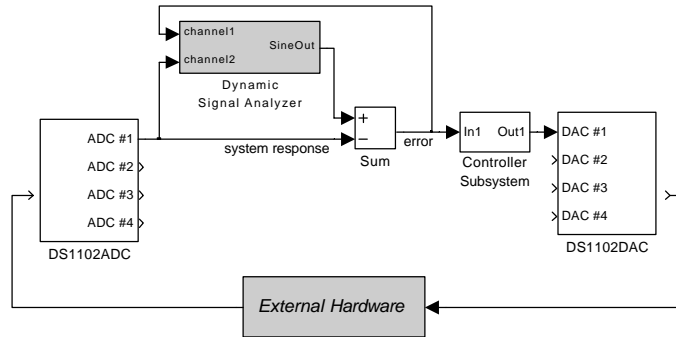 channel1
SineOut
channel2
Dynamic
Signal Analyzer
ADC #1
ADC #2
ADC #3
ADC #4
DS1102ADC
system response
+
−
Sum
error
In1 Out1
Controller
Subsystem
DAC #1
DAC #2
DAC #3
DAC #4
DS1102DAC
External Hardware